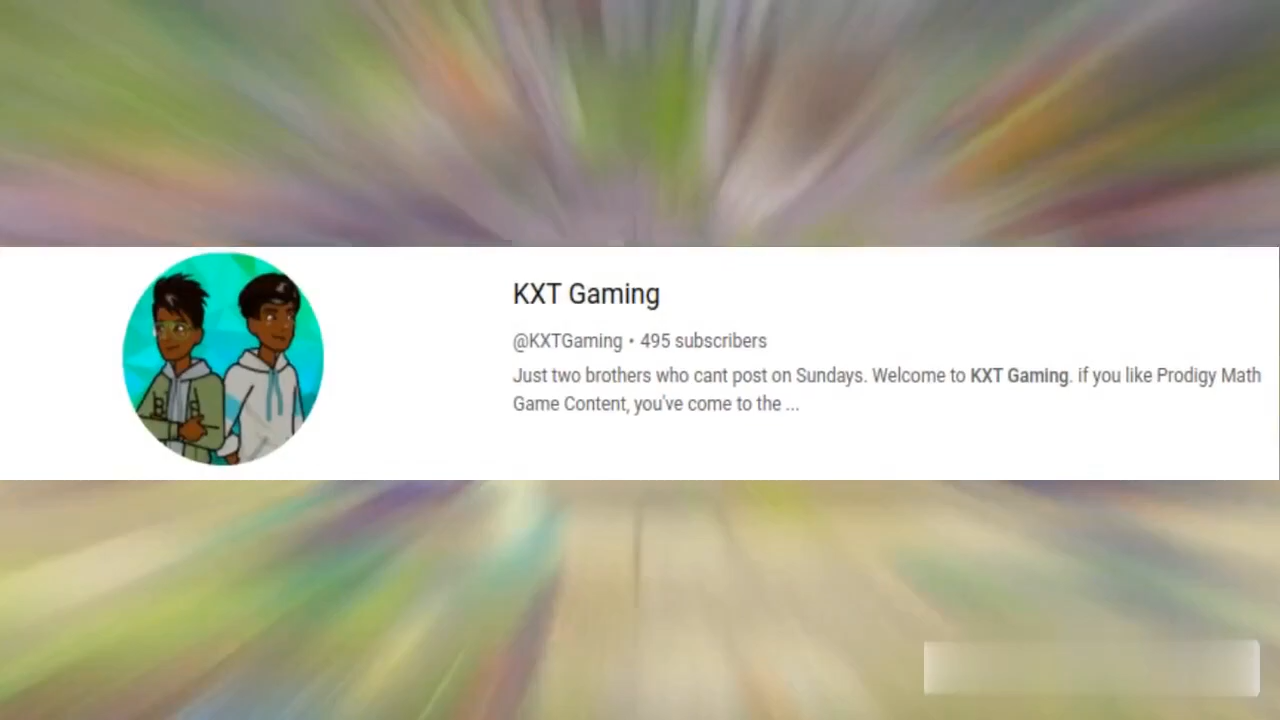 KXT Gaming
@KXTGaming • 495 subscribers
Just two brothers who cant post on Sundays. Welcome to KXT Gaming. if you like Prodigy Math
Game Content, you've come to the ...